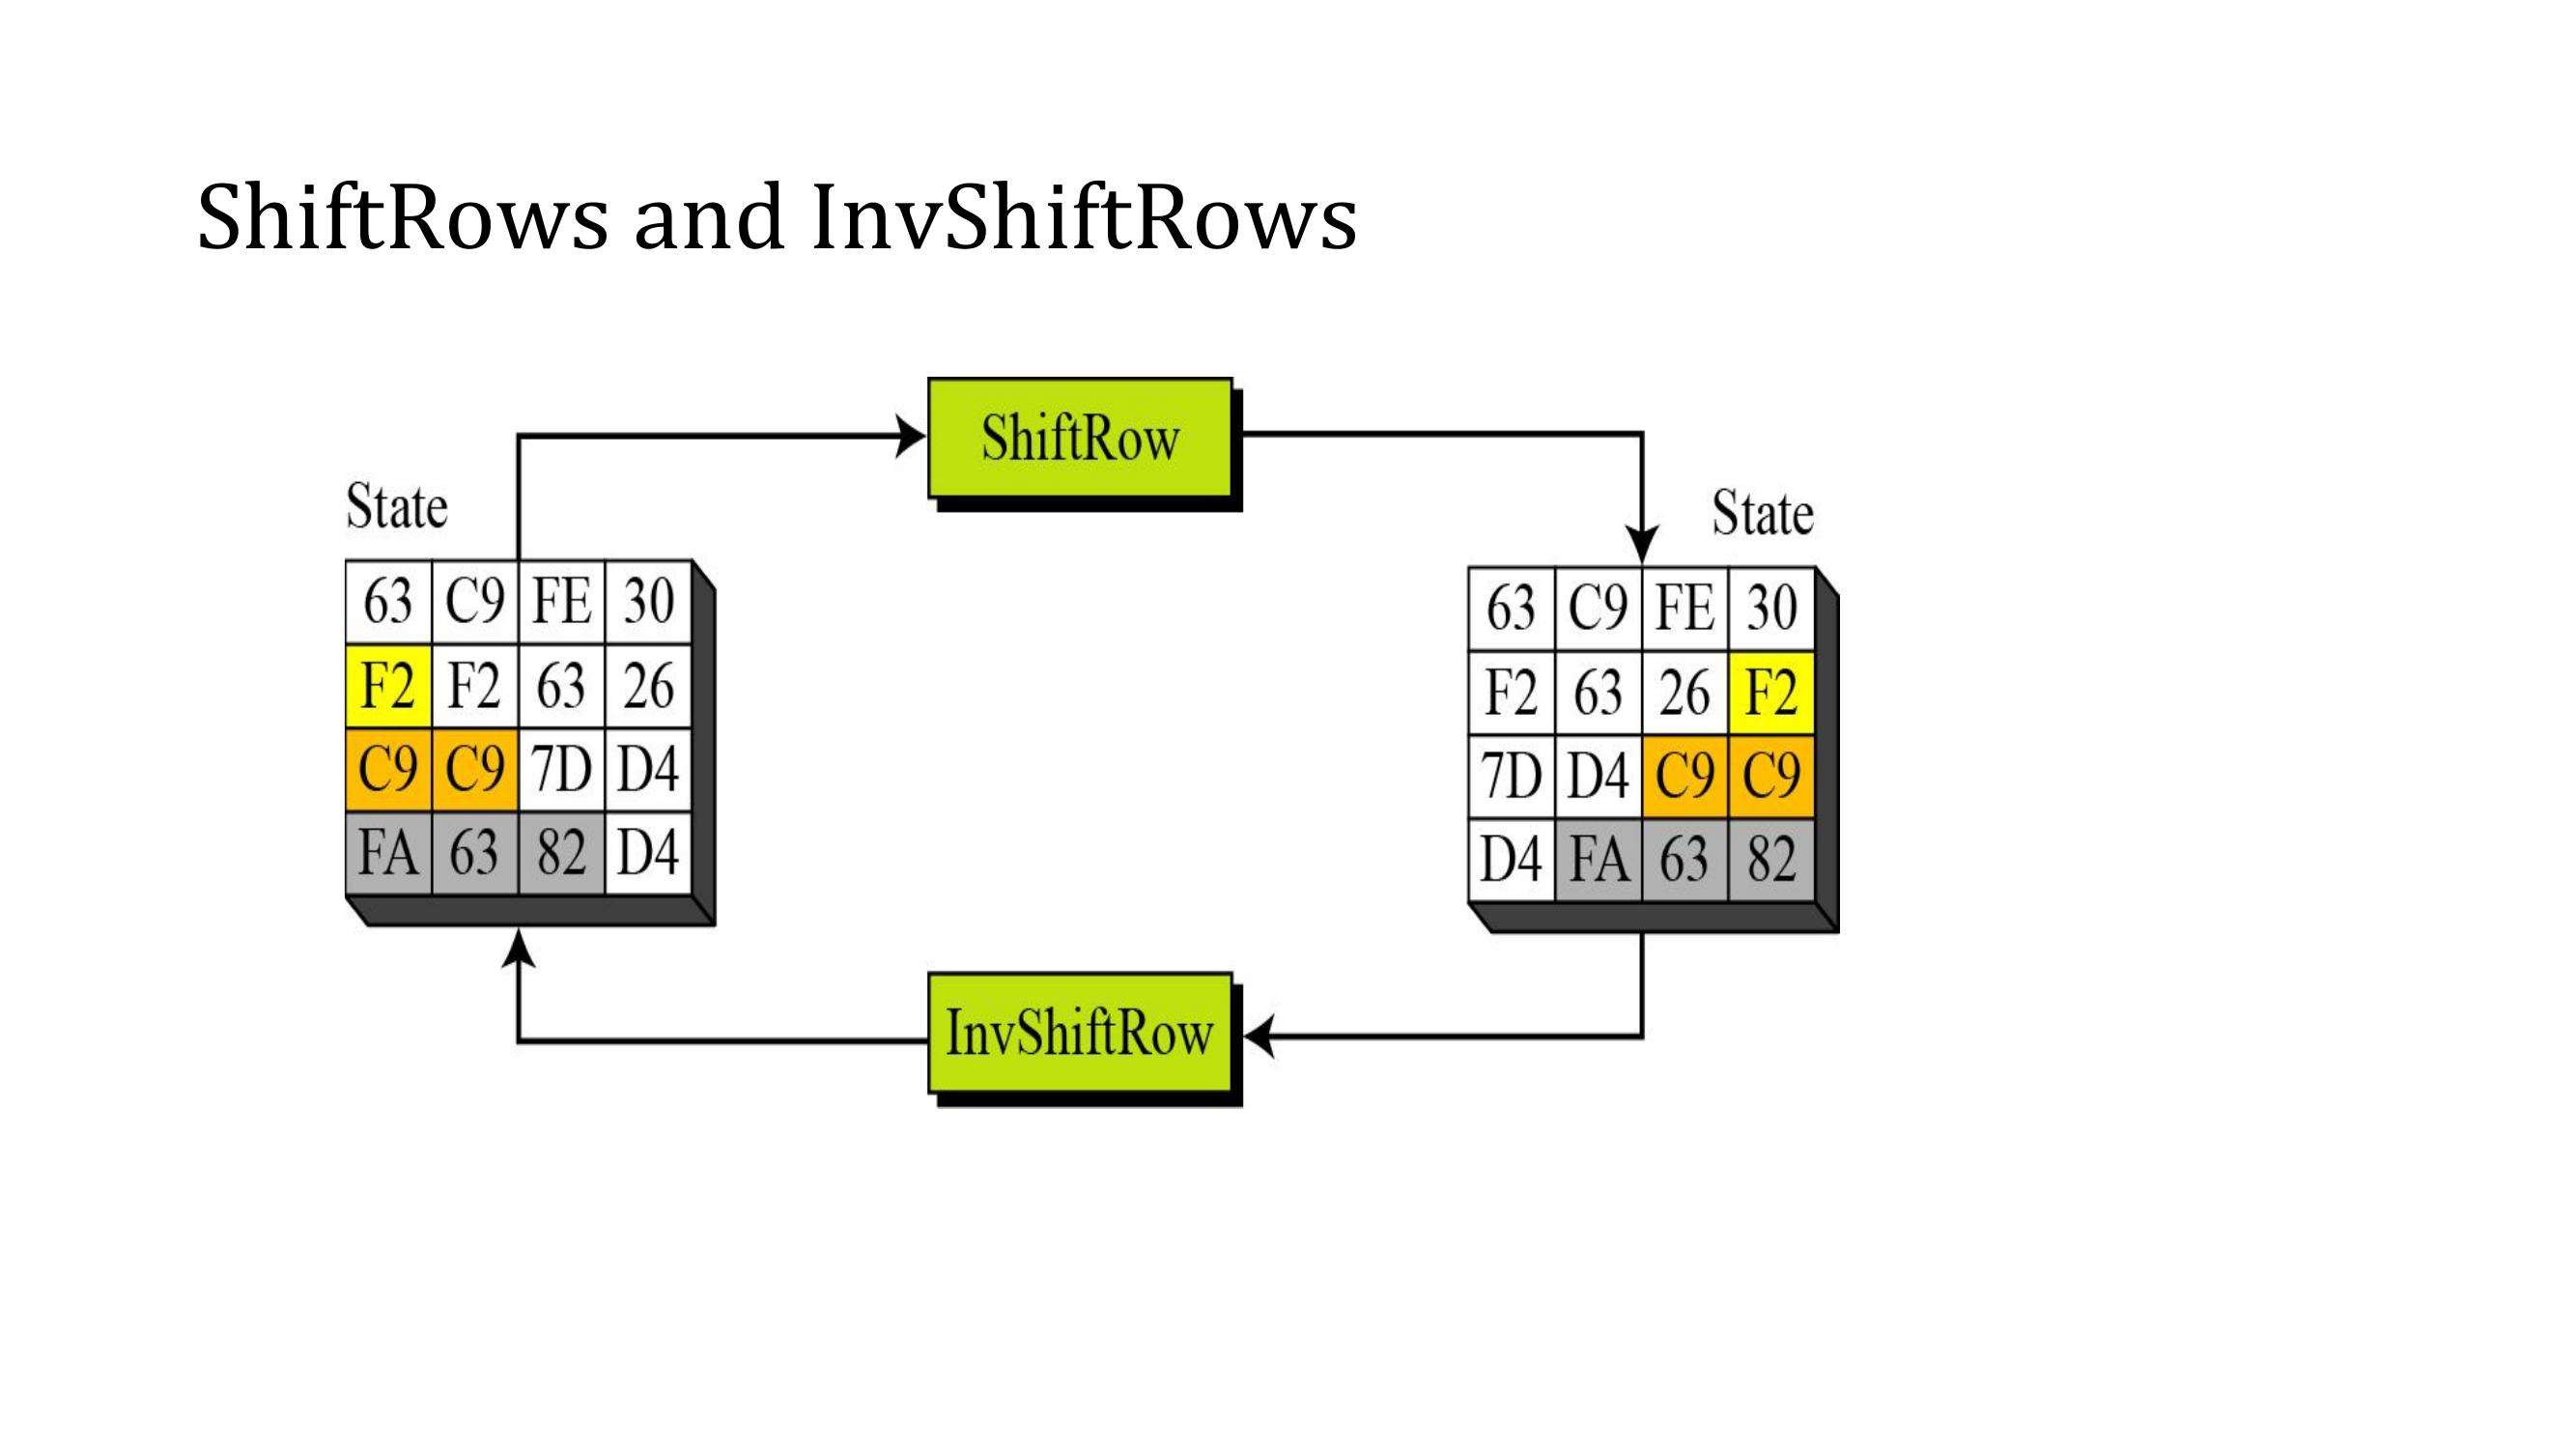 ShiftRows and InvShiftRows
ShiftRow
State
63 C9 FE 30
F2 F2 63 26
C9 C9 7D D4
FA 63 82 D4
State
63 C9 FE 30
F2 63 26 F2
7D D4 C9 C9
D4 FA 63 82
InvShiftRow